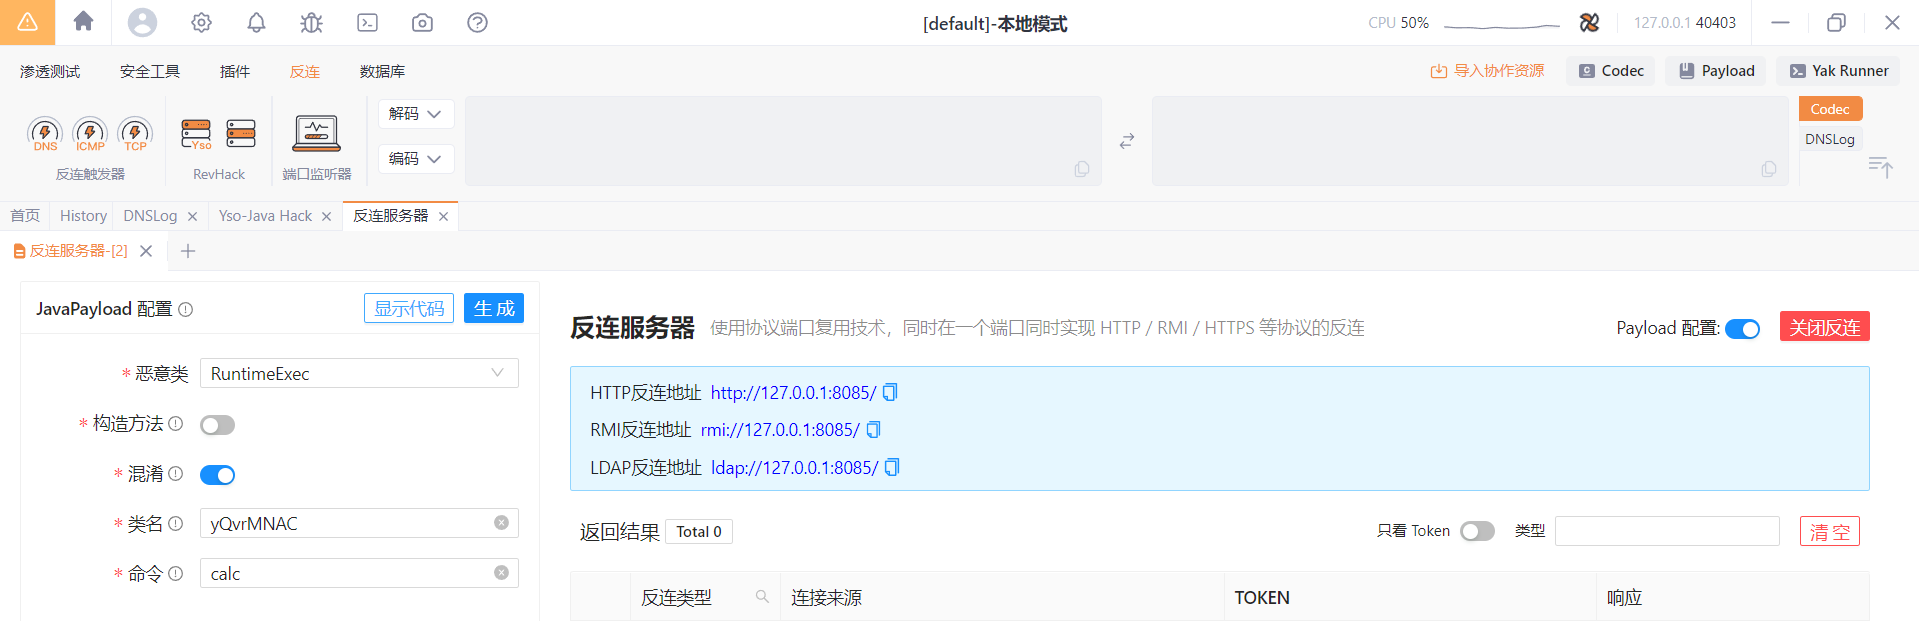 [default]-本地模式
CPU 50%
127.0.0.1 40403
渗透测试 安全工具 插件 反连 数据库
导入协作资源 Codec Payload Yak Runner
DNS ICMP TCP
反连触发器
Yso
RevHack
端口监听器
解码
编码
Codec
DNSLog
首页 History DNSLog Yso-Java Hack 反连服务器
反连服务器-[2]
JavaPayload 配置 显示代码 生 成
* 恶意类 RuntimeExec
* 构造方法
* 混淆
* 类名 yQvrMNAC
* 命令 calc
反连服务器 使用协议端口复用技术，同时在一个端口同时实现 HTTP / RMI / HTTPS 等协议的反连 Payload 配置: 关闭反连
HTTP反连地址 http://127.0.0.1:8085/
RMI反连地址 rmi://127.0.0.1:8085/
LDAP反连地址 ldap://127.0.0.1:8085/
返回结果 Total 0 只看 Token 类型 清 空
反连类型 连接来源 TOKEN 响应